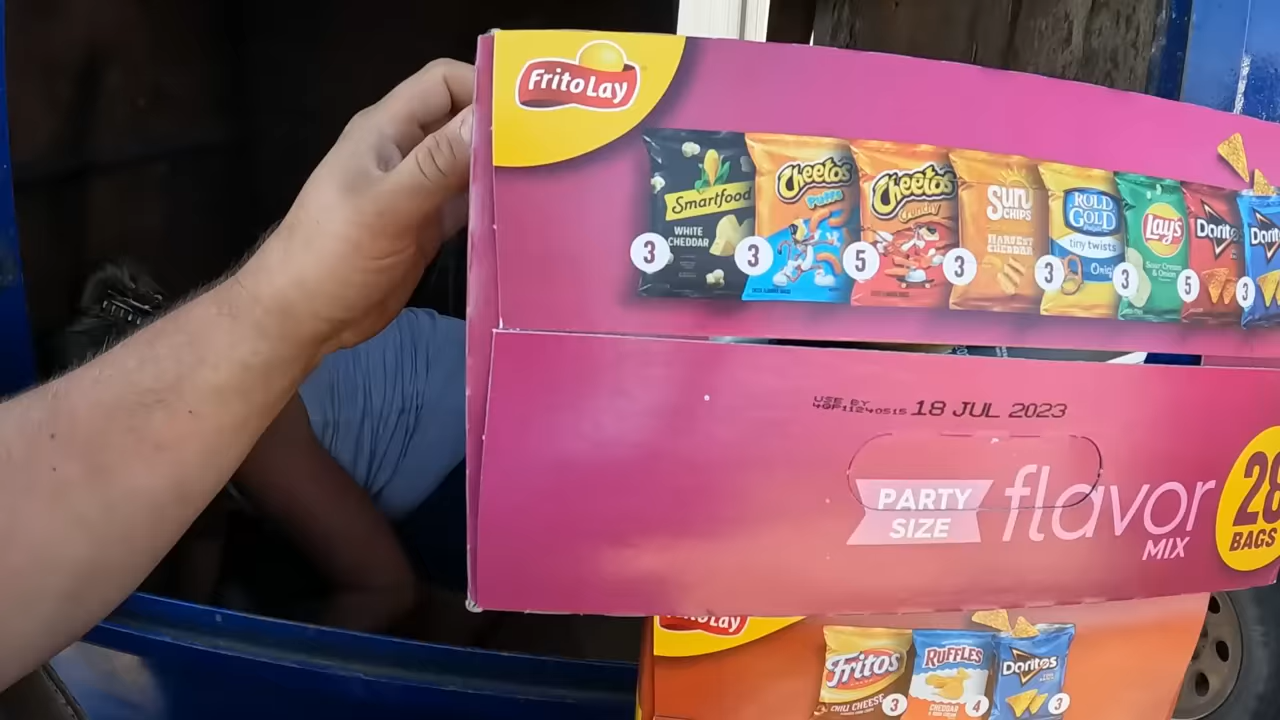 FritoLay
Smartfood
WHITE
CHEDDAR
3
Cheetos
Puffs
3
Cheetos
Crunchy
5
SUN
CHIPS
HARVEST
CHEDDAR
3
ROLD
GOLD
tiny twists
3
Lay's
Sour Cream
& Onion
3
Dorito
5
Dorit
3
USE BY
18 JUL 2023
PARTY
SIZE
flavor
MIX
28
BAGS
FritoLay
Fritos
CHILI CHEESE
3
RUFFLES
CHEDDAR
4
Doritos
3